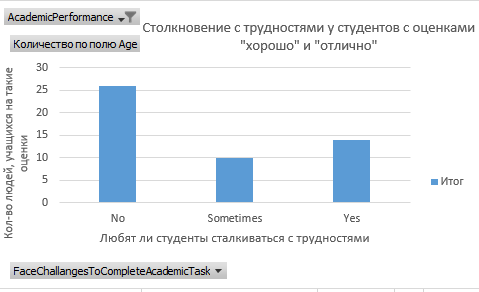 AcademicPerformance
Столкновение с трудностями у студентов с оценками
"хорошо" и "отлично"
Количество по полю Age
Кол-во людей, учащихся на такие
оценки
30
25
20
15
10
5
0
No
Sometimes
Yes
Итог
Любят ли студенты сталкиваться с трудностями
FaceChallangesToCompleteAcademicTask